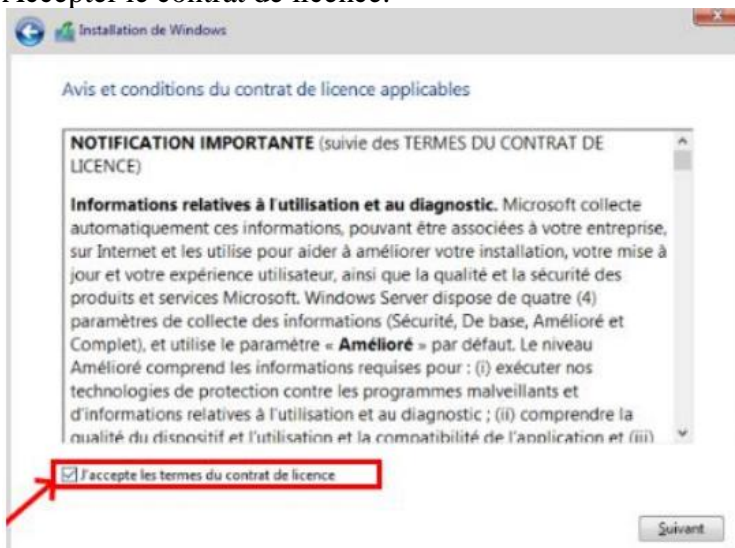 Accepter le contrat de licence.
Installation de Windows
Avis et conditions du contrat de licence applicables
NOTIFICATION IMPORTANTE (suivie des TERMES DU CONTRAT DE
LICENCE)
Informations relatives à l'utilisation et au diagnostic. Microsoft collecte
automatiquement ces informations, pouvant être associées à votre entreprise,
sur Internet et les utilise pour aider à améliorer votre installation, votre mise à
jour et votre expérience utilisateur, ainsi que la qualité et la sécurité des
produits et services Microsoft. Windows Server dispose de quatre (4)
paramètres de collecte des informations (Sécurité, De base, Amélioré et
Complet), et utilise le paramètre « Amélioré » par défaut. Le niveau
Amélioré comprend les informations requises pour : (i) exécuter nos
technologies de protection contre les programmes malveillants et
d'informations relatives à l'utilisation et au diagnostic ; (ii) comprendre la
qualité du dispositif et l'utilisation et la compatibilité de l'application et (iii)
J'accepte les termes du contrat de licence
Suivant